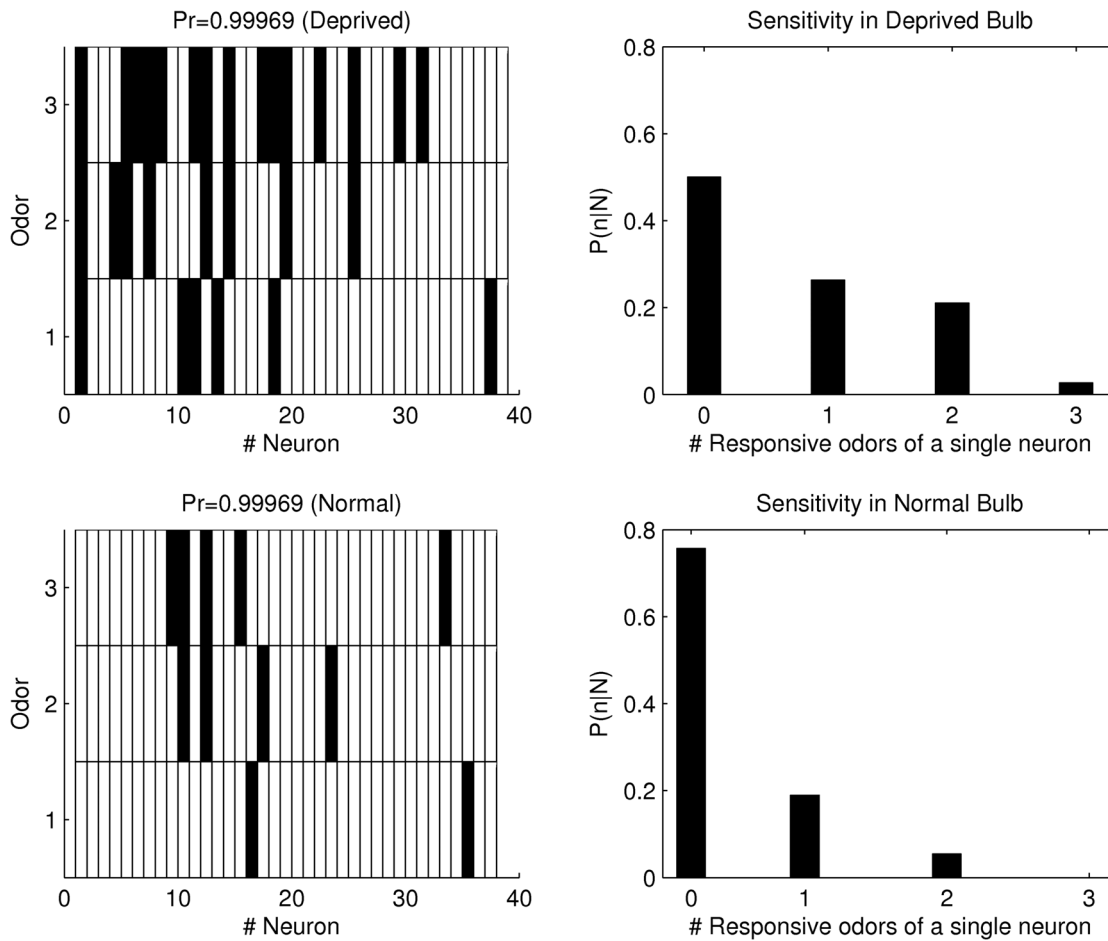 Pr=0.99969 (Deprived)
3
2
1
Odor
0 10 20 30 40
# Neuron
Sensitivity in Deprived Bulb
0.8
0.6
0.4
0.2
0
P(n|N)
0 1 2 3
# Responsive odors of a single neuron
Pr=0.99969 (Normal)
3
2
1
Odor
0 10 20 30 40
# Neuron
Sensitivity in Normal Bulb
0.8
0.6
0.4
0.2
0
P(n|N)
0 1 2 3
# Responsive odors of a single neuron